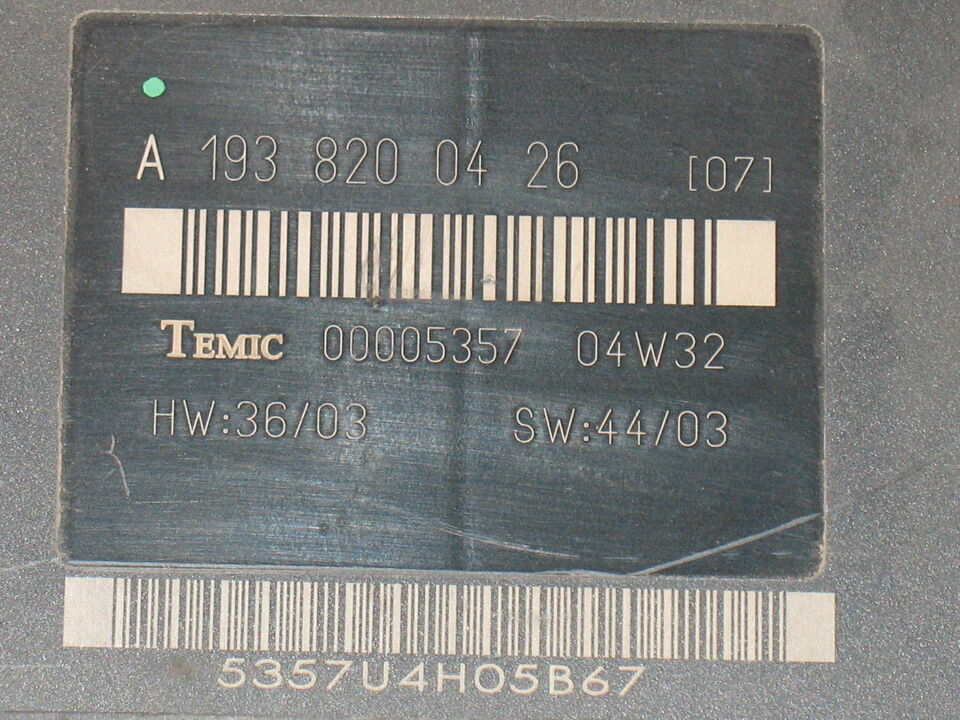 A 193 820 04 26 [07]
TEMIC 00005357 04W32
HW:36/03 SW:44/03
5357U4H05B67